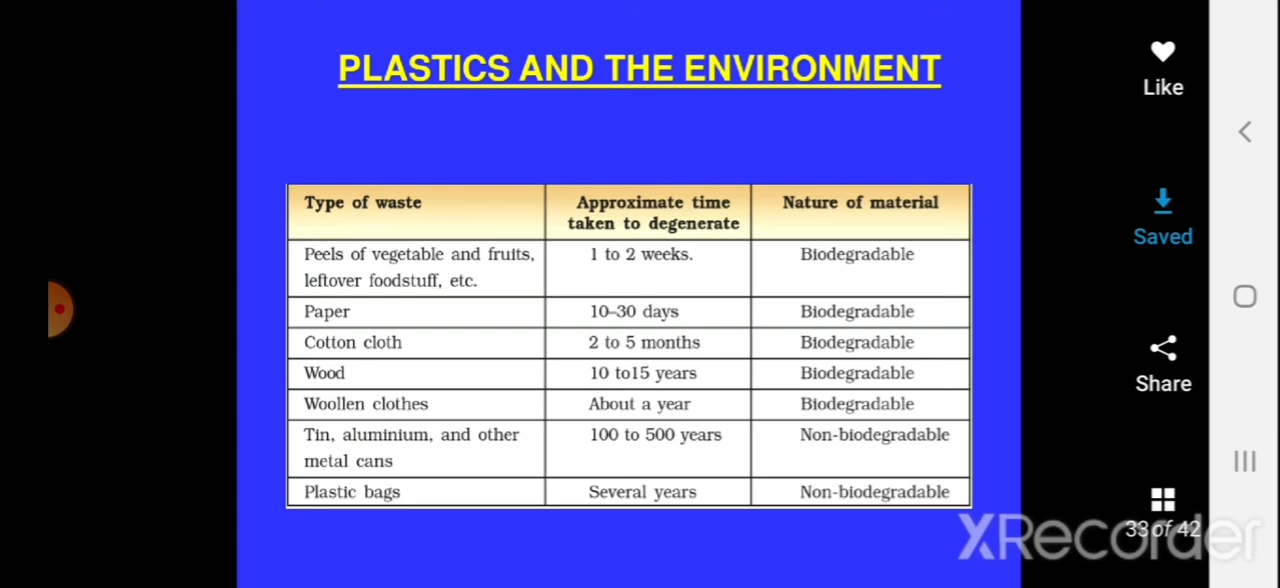 PLASTICS AND THE ENVIRONMENT
Like
Type of waste
Approximate time
taken to degenerate
Nature of material
Peels of vegetable and fruits,
leftover foodstuff, etc.
1 to 2 weeks.
Biodegradable
Saved
Paper
10–30 days
Biodegradable
Cotton cloth
2 to 5 months
Biodegradable
Wood
10 to15 years
Biodegradable
Share
Woollen clothes
About a year
Biodegradable
Tin, aluminium, and other
metal cans
100 to 500 years
Non-biodegradable
Plastic bags
Several years
Non-biodegradable
33 of 42
XRecorder